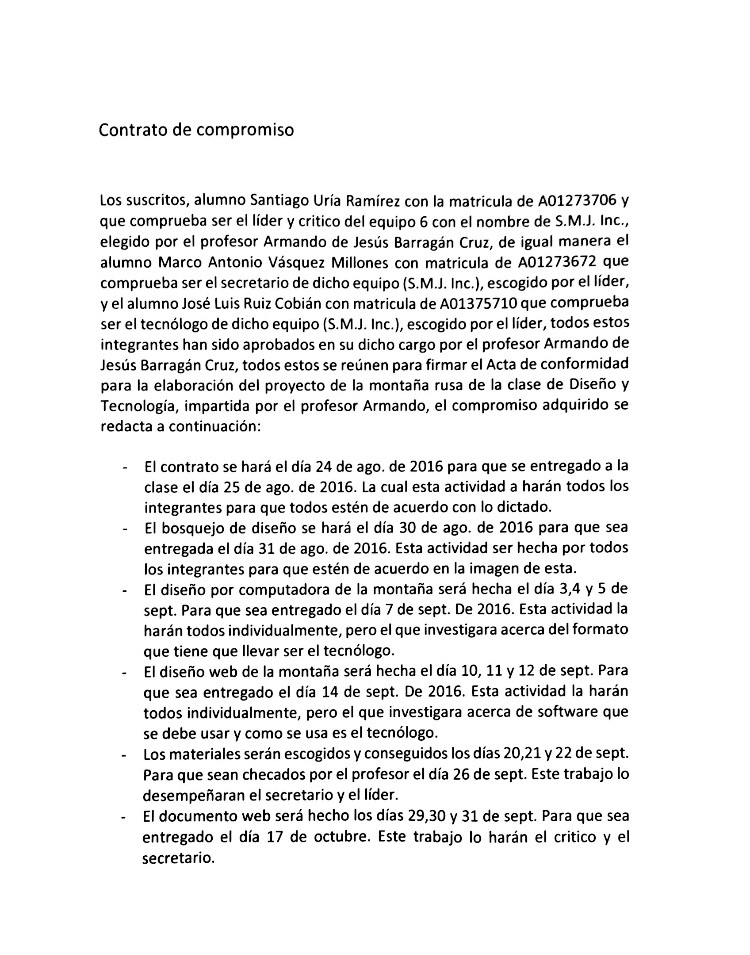 Contrato de compromiso
Los suscritos, alumno Santiago Uría Ramírez con la matricula de A01273706 y
que comprueba ser el líder y critico del equipo 6 con el nombre de S.M.J. Inc.,
elegido por el profesor Armando de Jesús Barragán Cruz, de igual manera el
alumno Marco Antonio Vásquez Millones con matricula de A01273672 que
comprueba ser el secretario de dicho equipo (S.M.J. Inc.), escogido por el líder,
y el alumno José Luis Ruiz Cobián con matricula de A01375710 que comprueba
ser el tecnólogo de dicho equipo (S.M.J. Inc.), escogido por el líder, todos estos
integrantes han sido aprobados en su dicho cargo por el profesor Armando de
Jesús Barragán Cruz, todos estos se reúnen para firmar el Acta de conformidad
para la elaboración del proyecto de la montaña rusa de la clase de Diseño y
Tecnología, impartida por el profesor Armando, el compromiso adquirido se
redacta a continuación:
- El contrato se hará el día 24 de ago. de 2016 para que se entregado a la
clase el día 25 de ago. de 2016. La cual esta actividad a harán todos los
integrantes para que todos estén de acuerdo con lo dictado.
- El bosquejo de diseño se hará el día 30 de ago. de 2016 para que sea
entregada el día 31 de ago. de 2016. Esta actividad ser hecha por todos
los integrantes para que estén de acuerdo en la imagen de esta.
- El diseño por computadora de la montaña será hecha el día 3,4 y 5 de
sept. Para que sea entregado el día 7 de sept. De 2016. Esta actividad la
harán todos individualmente, pero el que investigara acerca del formato
que tiene que llevar ser el tecnólogo.
- El diseño web de la montaña será hecha el día 10, 11 y 12 de sept. Para
que sea entregado el día 14 de sept. De 2016. Esta actividad la harán
todos individualmente, pero el que investigara acerca de software que
se debe usar y como se usa es el tecnólogo.
- Los materiales serán escogidos y conseguidos los días 20,21 y 22 de sept.
Para que sean checados por el profesor el día 26 de sept. Este trabajo lo
desempeñaran el secretario y el líder.
- El documento web será hecho los días 29,30 y 31 de sept. Para que sea
entregado el día 17 de octubre. Este trabajo lo harán el critico y el
secretario.